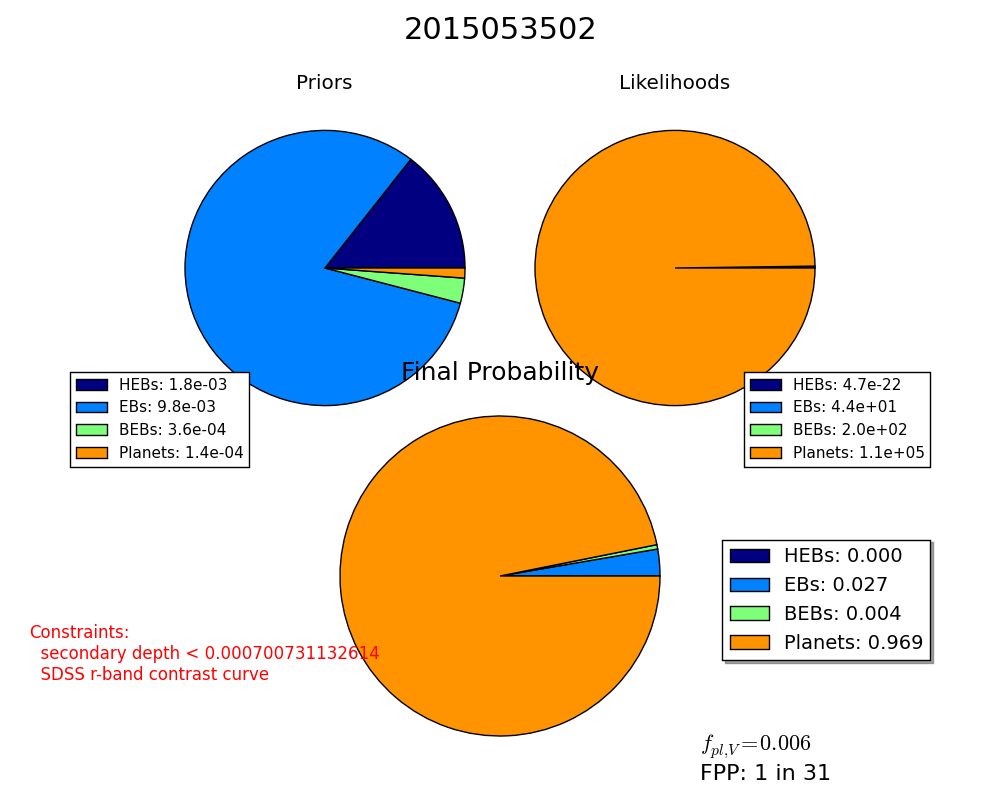 2015053502
Priors
Likelihoods
HEBs: 1.8e-03
EBs: 9.8e-03
BEBs: 3.6e-04
Planets: 1.4e-04
HEBs: 4.7e-22
EBs: 4.4e+01
BEBs: 2.0e+02
Planets: 1.1e+05
Final Probability
HEBs: 0.000
EBs: 0.027
BEBs: 0.004
Planets: 0.969
Constraints:
secondary depth < 0.000700731132614
SDSS r-band contrast curve
f_{pl,V} = 0.006
FPP: 1 in 31